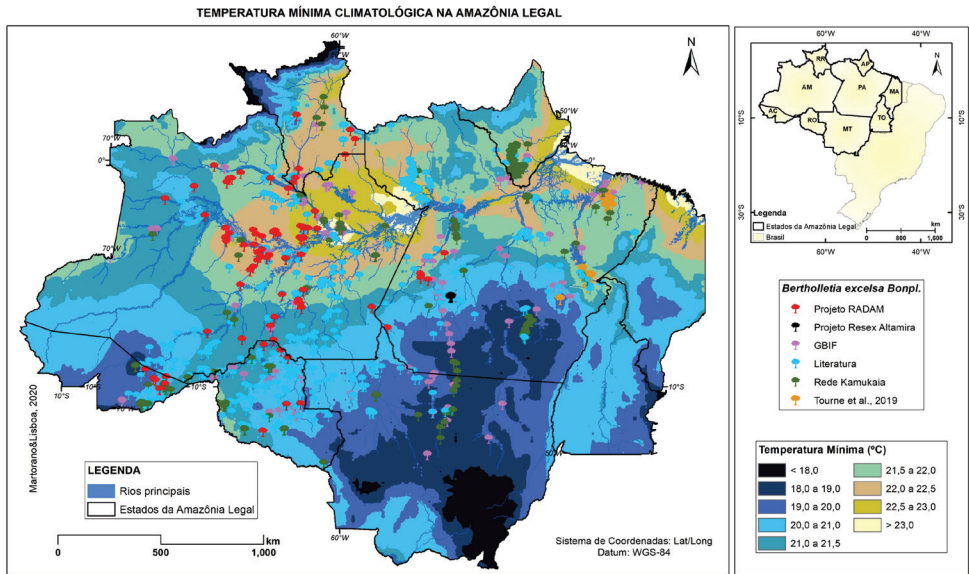 TEMPERATURA MÍNIMA CLIMATOLÓGICA NA AMAZÔNIA LEGAL
60°W
N
70°W
0°
50°W
0°
70°W
10°S
10°S
70°W
10°S
10°S
50°W
60°W
Martorano&Lisboa, 2020
LEGENDA
Rios principais
Estados da Amazônia Legal
km
0 500 1,000
Sistema de Coordenadas: Lat/Long
Datum: WGS-84
60°W 40°W
N
RR
AP
AM
PA
MA
AC
RO
TO
MT
10°S
10°S
30°S
30°S
Legenda
Estados da Amazônia Legal
Brasil
km
0 800 1,600
60°W 40°W
Bertholletia excelsa Bonpl.
Projeto RADAM
Projeto Resex Altamira
GBIF
Literatura
Rede Kamukaia
Tourne et al., 2019
Temperatura Mínima (ºC)
< 18,0
18,0 a 19,0
19,0 a 20,0
20,0 a 21,0
21,0 a 21,5
21,5 a 22,0
22,0 a 22,5
22,5 a 23,0
> 23,0